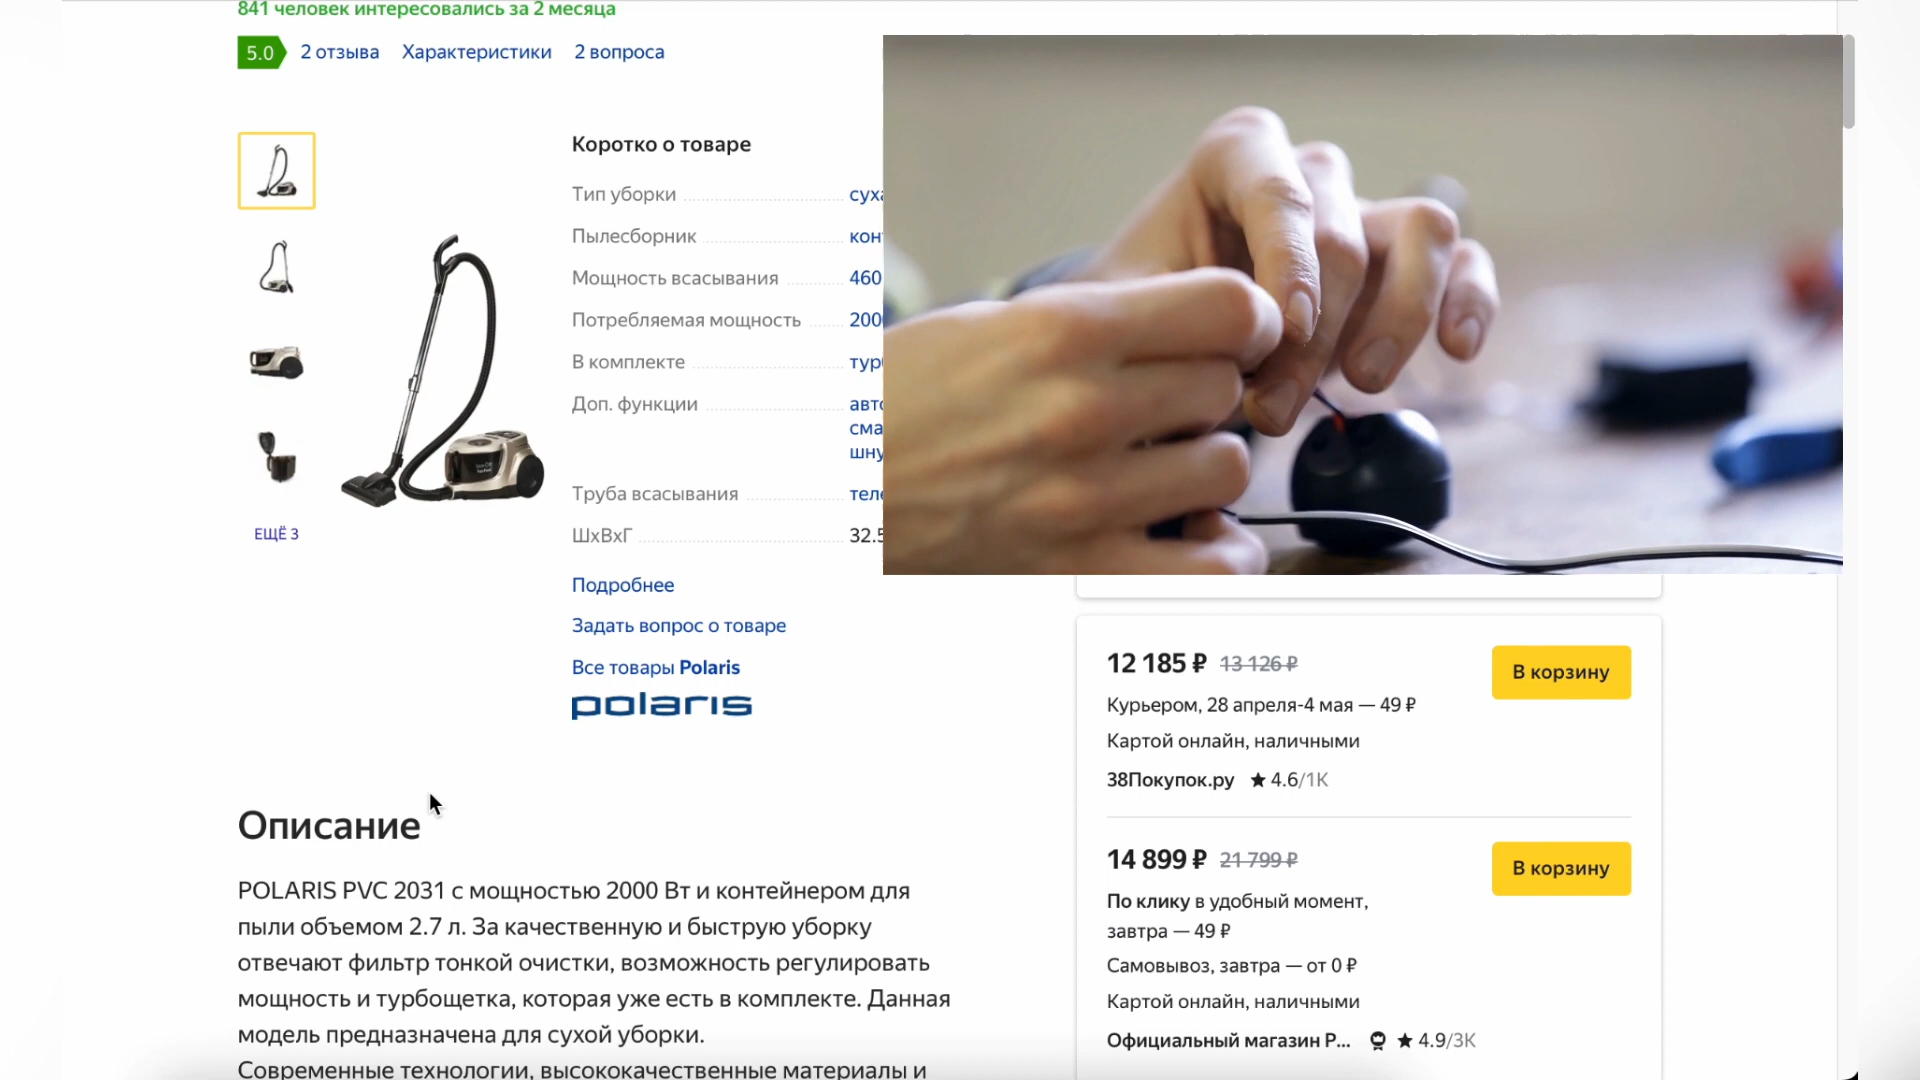 841 человек интересовались за 2 месяца
5.0 2 отзыва Характеристики 2 вопроса
Коротко о товаре
Тип уборки
Пылесборник
Мощность всасывания 460
Потребляемая мощность
В комплекте
Доп. функции
Труба всасывания
ШхВхГ 32.5
ЕЩЁ 3
Подробнее
Задать вопрос о товаре
Все товары Polaris
polaris
Описание
POLARIS PVC 2031 с мощностью 2000 Вт и контейнером для
пыли объемом 2.7 л. За качественную и быструю уборку
отвечают фильтр тонкой очистки, возможность регулировать
мощность и турбощетка, которая уже есть в комплекте. Данная
модель предназначена для сухой уборки.
Современные технологии, высококачественные материалы и
12 185 ₽ 13 126 ₽
В корзину
Курьером, 28 апреля-4 мая — 49 ₽
Картой онлайн, наличными
38Покупок.ру ★ 4.6/1K
14 899 ₽ 21 799 ₽
В корзину
По клику в удобный момент,
завтра — 49 ₽
Самовывоз, завтра — от 0 ₽
Картой онлайн, наличными
Официальный магазин P... ★ 4.9/3K